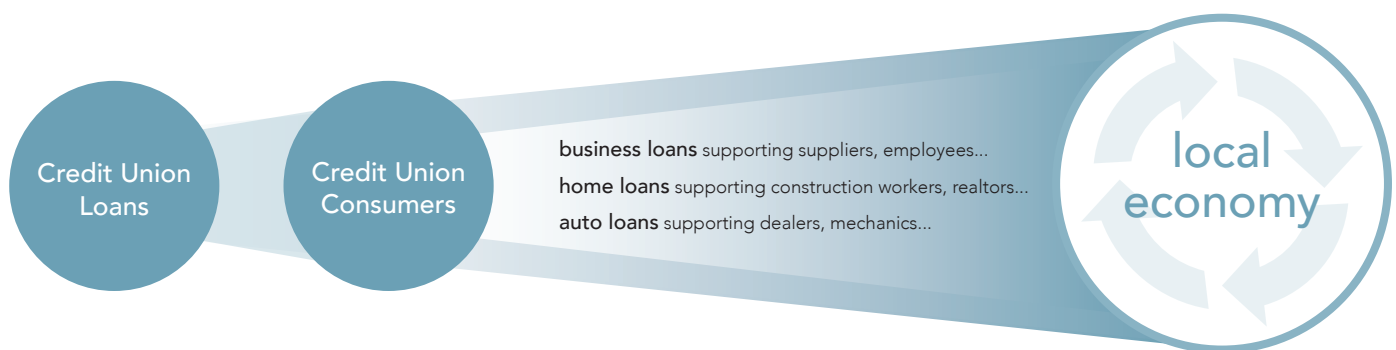 Credit Union
Loans
Credit Union
Consumers
business loans supporting suppliers, employees...
home loans supporting construction workers, realtors...
auto loans supporting dealers, mechanics...
local
economy